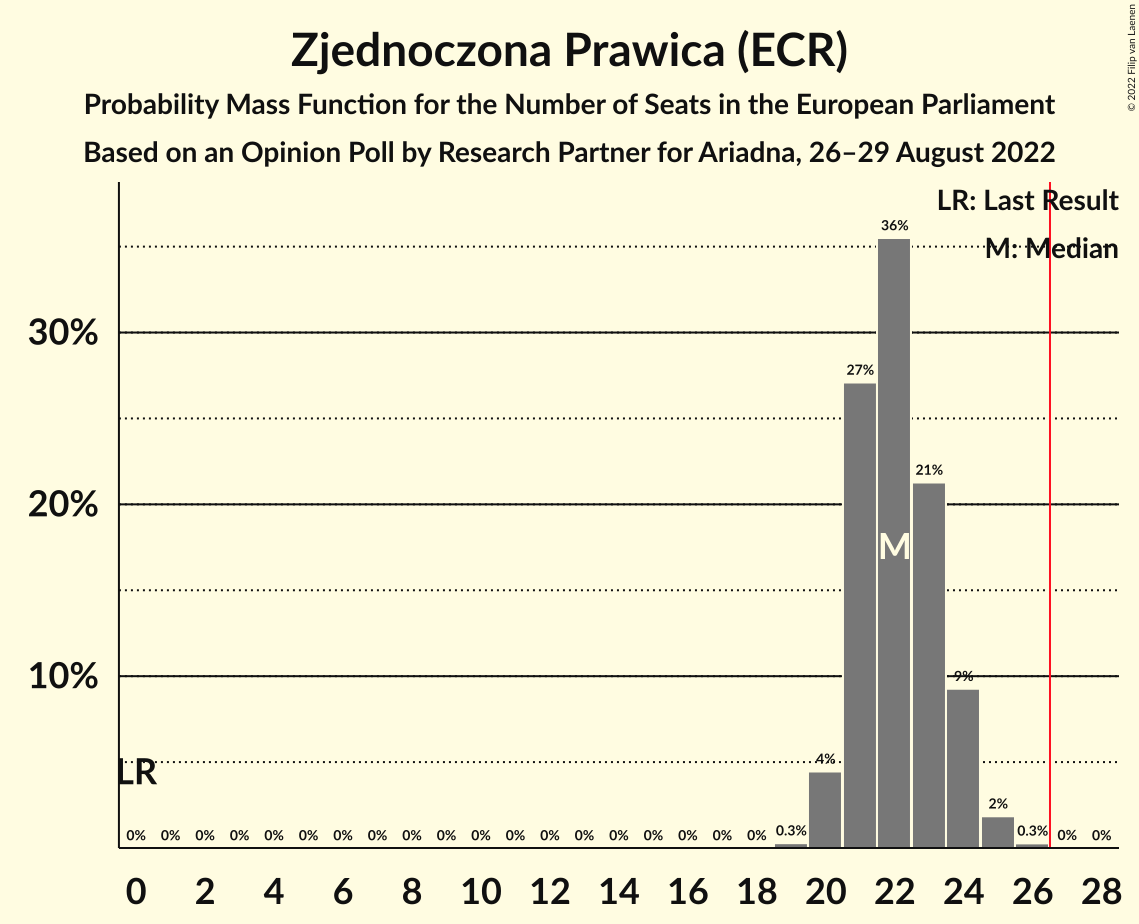 Zjednoczona Prawica (ECR)
Probability Mass Function for the Number of Seats in the European Parliament
Based on an Opinion Poll by Research Partner for Ariadna, 26–29 August 2022
© 2022 Filip van Laenen
LR: Last Result
M: Median
36%
30%
27%
21%
20%
M
10%
9%
LR
4%
2%
0% 0% 0% 0% 0% 0% 0% 0% 0% 0% 0% 0% 0% 0% 0% 0% 0% 0% 0% 0.3% 0.3% 0% 0%
0 2 4 6 8 10 12 14 16 18 20 22 24 26 28